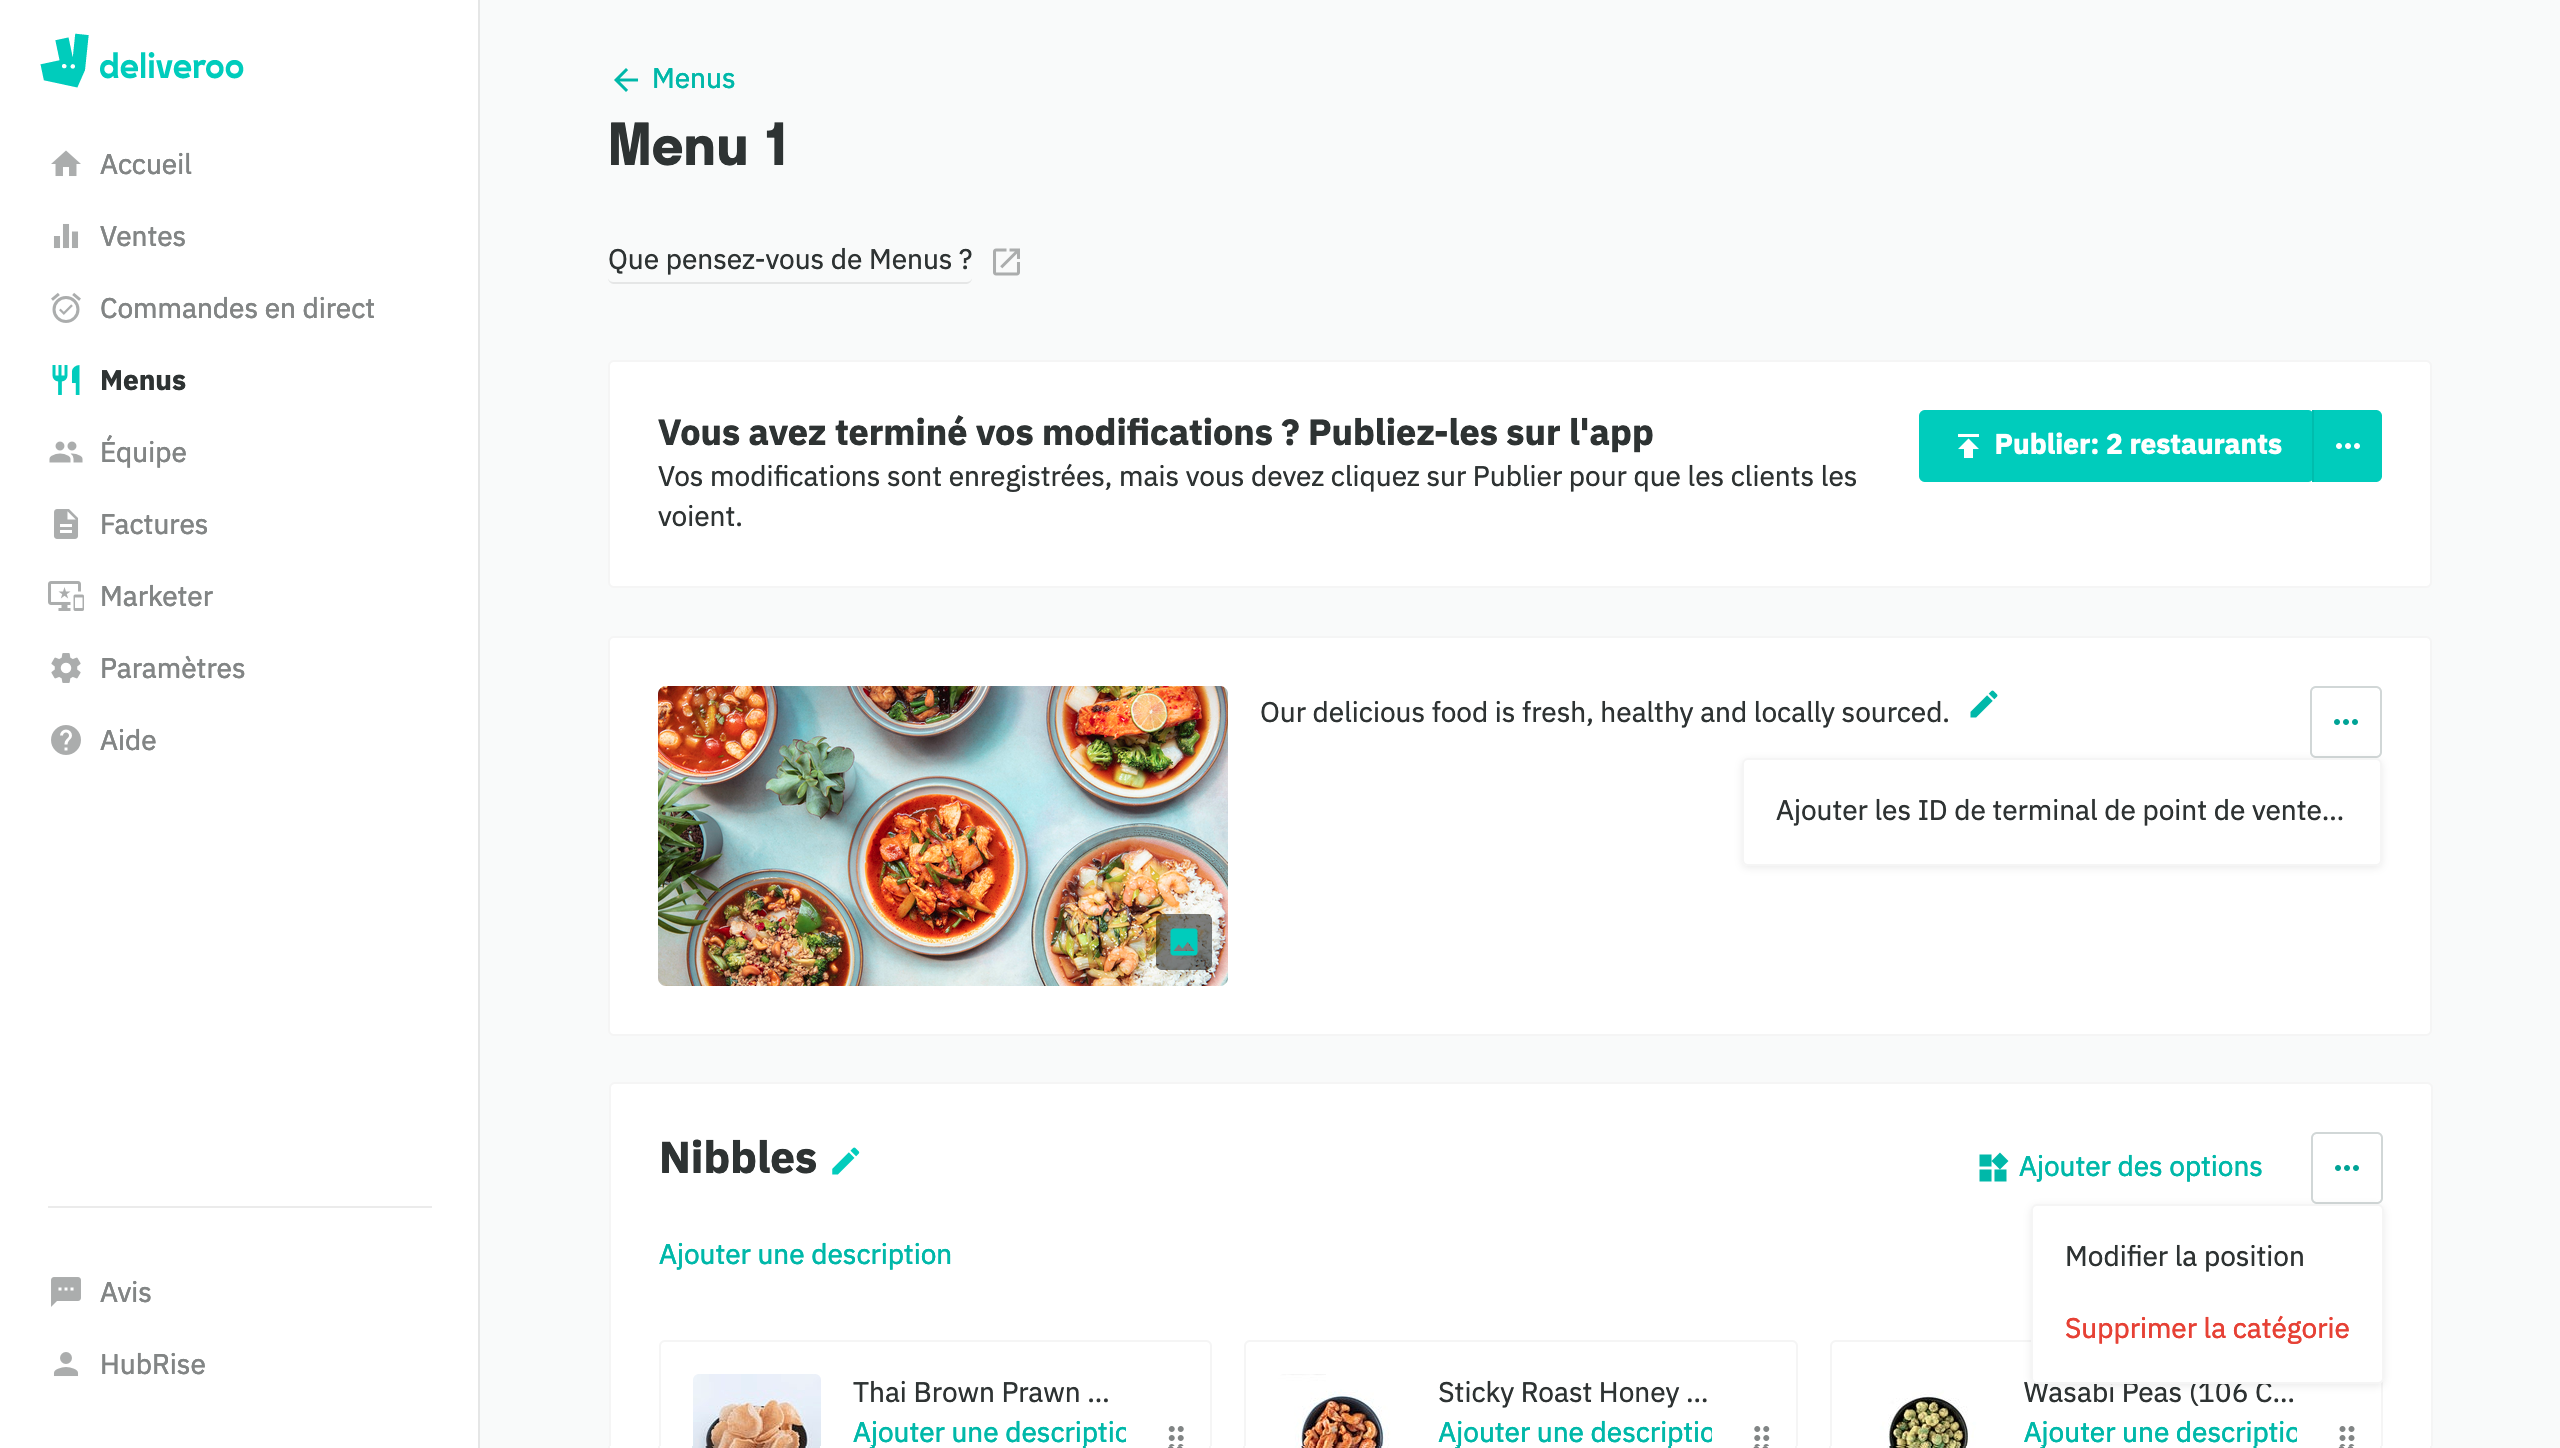 deliveroo
Accueil
Ventes
Commandes en direct
Menus
Équipe
Factures
Marketer
Paramètres
Aide
Avis
HubRise
Menus
Menu 1
Que pensez-vous de Menus ?
Vous avez terminé vos modifications ? Publiez-les sur l'app
Vos modifications sont enregistrées, mais vous devez cliquez sur Publier pour que les clients les
voient.
Publier: 2 restaurants
Our delicious food is fresh, healthy and locally sourced.
Ajouter les ID de terminal de point de vente...
Nibbles
Ajouter des options
Modifier la position
Supprimer la catégorie
Ajouter une description
Thai Brown Prawn ...
Ajouter une descriptic
Sticky Roast Honey ...
Ajouter une descriptic
Wasabi Peas (106 C...
Ajouter une descriptic